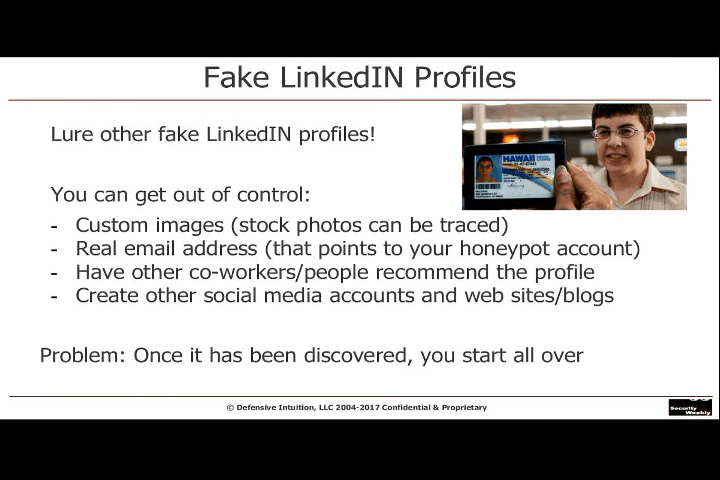 Fake LinkedIN Profiles
Lure other fake LinkedIN profiles!
You can get out of control:
- Custom images (stock photos can be traced)
- Real email address (that points to your honeypot account)
- Have other co-workers/people recommend the profile
- Create other social media accounts and web sites/blogs
Problem: Once it has been discovered, you start all over
HAWAII
© Defensive Intuition, LLC 2004-2017 Confidential & Proprietary
Security
Weekly